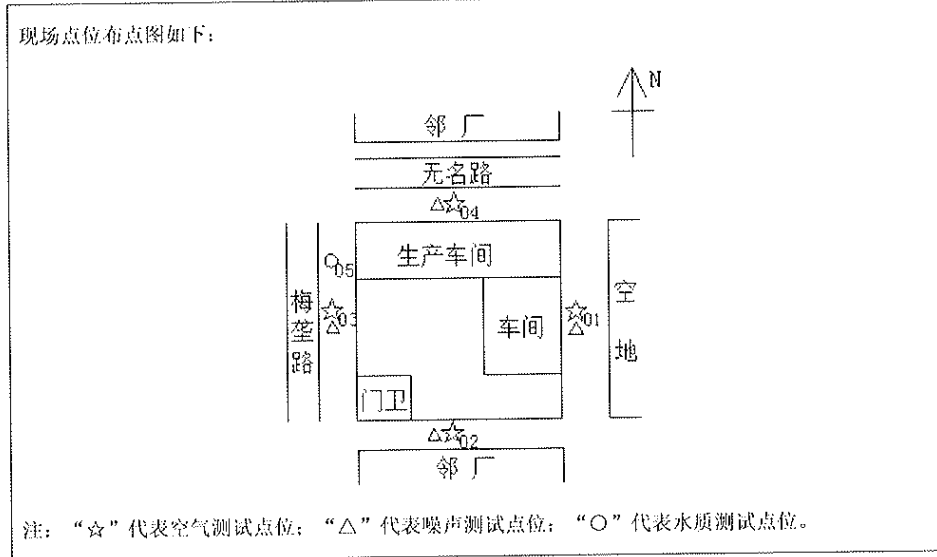 现场点位布点图如下：
N
邻 厂
无名路
△☆04
生产车间
○05
梅垄路
☆03
△
车间
☆01
△
空地
门卫
△☆02
邻 厂
注：“☆”代表空气测试点位；“△”代表噪声测试点位；“○”代表水质测试点位。